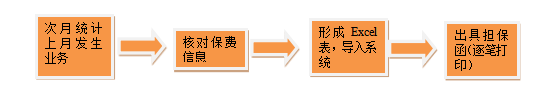 次月统计
上月发生
业务
核对保费
信息
形成 Excel
表，导入系
统
出具担保
函(逐笔打
印）